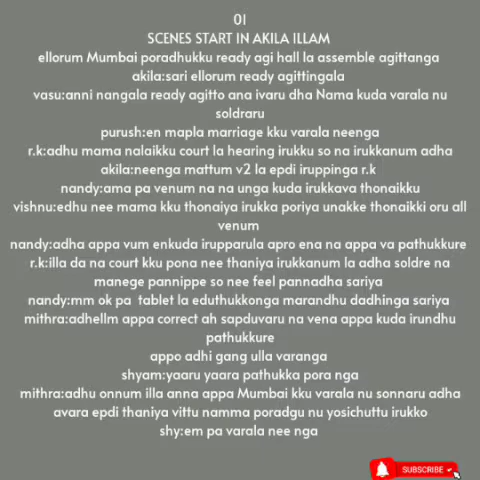 01
SCENES START IN AKILA ILLAM
ellorum Mumbai poradhukku ready agi hall la assemble agittanga
akila:sari ellorum ready agittingala
vasu:anni nangala ready agitto ana ivaru dha Nama kuda varala nu
soldraru
purush:en mapla marriage kku varala neenga
r.k:adhu mama nalaikku court la hearing irukku so na irukkanum adha
akila:neenga mattum v2 la epdi iruppinga r.k
nandy:ama pa venum na na unga kuda irukkava thonaikku
vishnu:edhu nee mama kku thonaiya irukka poriya unakke thonaikki oru all
venum
nandy:adha appa vum enkuda irupparula apro ena na appa va pathukkure
r.k:illa da na court kku pona nee thaniya irukkanum la adha soldre na
manege pannippe so nee feel pannadha sariya
nandy:mm ok pa  tablet la eduthukkonga marandhu dadhinga sariya
mithra:adhellm appa correct ah sapduvaru na vena appa kuda irundhu
pathukkure
appo adhi gang ulla varanga
shyam:yaaru yaara pathukka pora nga
mithra:adhu onnum illa anna appa Mumbai kku varala nu sonnaru adha
avara epdi thaniya vittu namma poradgu nu yosichuttu irukko
shy:em pa varala nee nga
SUBSCRIBE